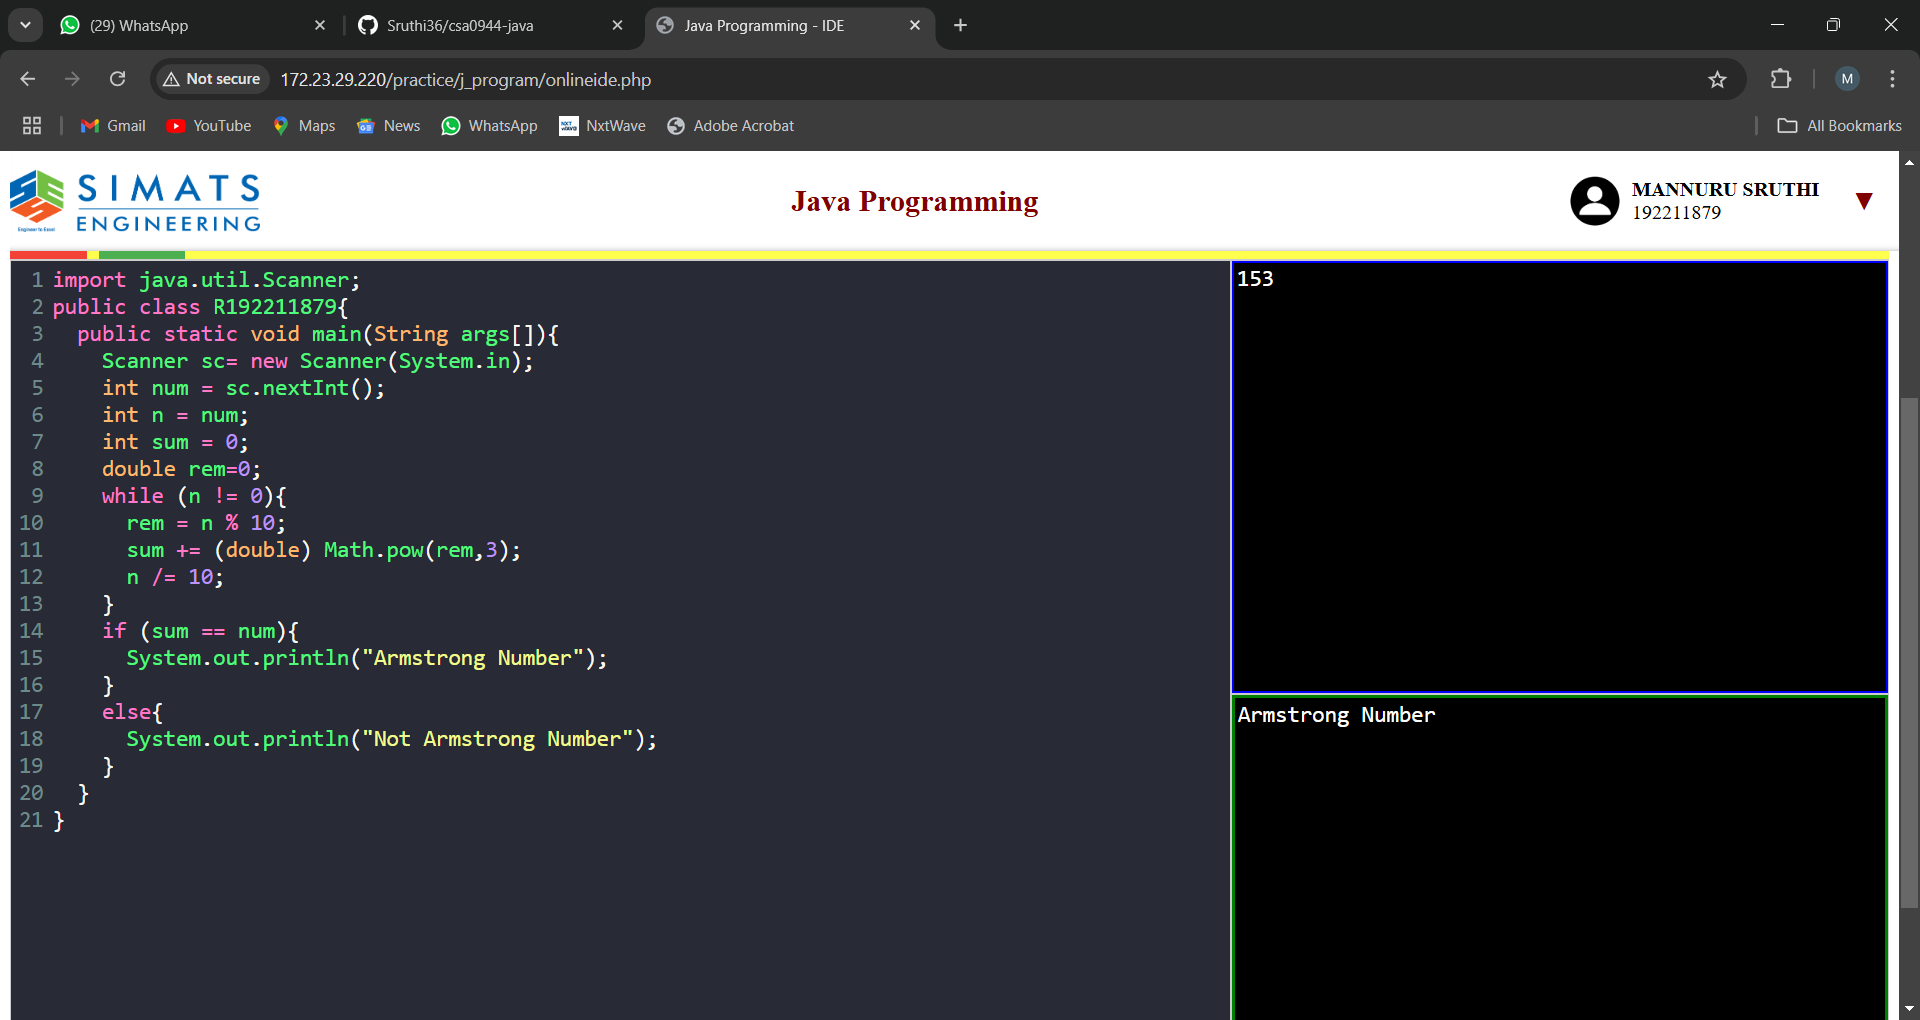 (29) WhatsApp
Sruthi36/csa0944-java
Java Programming - IDE
Not secure 172.23.29.220/practice/j_program/onlineide.php
M
Gmail YouTube Maps News WhatsApp NxtWave Adobe Acrobat All Bookmarks
SIMATS
ENGINEERING
Engineer to Excel
Java Programming
MANNURU SRUTHI
192211879
1 import java.util.Scanner;
2 public class R192211879{
3   public static void main(String args[]){
4     Scanner sc= new Scanner(System.in);
5     int num = sc.nextInt();
6     int n = num;
7     int sum = 0;
8     double rem=0;
9     while (n != 0){
10       rem = n % 10;
11       sum += (double) Math.pow(rem,3);
12       n /= 10;
13     }
14     if (sum == num){
15       System.out.println("Armstrong Number");
16     }
17     else{
18       System.out.println("Not Armstrong Number");
19     }
20   }
21 }
153
Armstrong Number